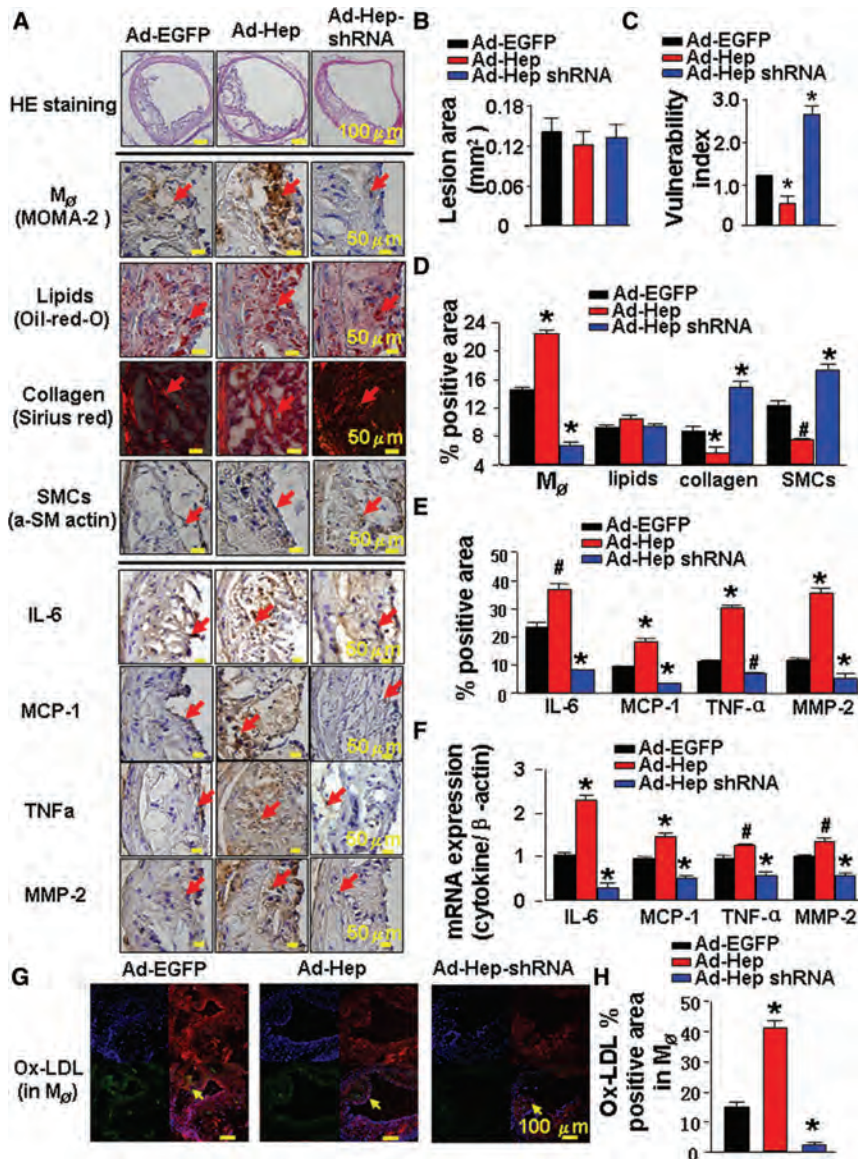 A
Ad-EGFP
Ad-Hep
Ad-Hep-
shRNA
HE staining
100 μm
Mø
(MOMA-2 )
50 μm
Lipids
(Oil-red-O)
50 μm
Collagen
(Sirius red)
50 μm
SMCs
(a-SM actin)
50 μm
IL-6
MCP-1
TNFa
50 μm
MMP-2
50 μm
B
Ad-EGFP
Ad-Hep
Ad-Hep shRNA
Lesion area
(mm²)
0.18
0.12
0.06
0
C
Ad-EGFP
Ad-Hep
Ad-Hep shRNA
Vulnerability
index
3.0
2.0
1.0
0
*
*
D
Ad-EGFP
Ad-Hep
Ad-Hep shRNA
% positive area
24
20
16
12
8
4
* * * * # *
Mø lipids collagen SMCs
E
Ad-EGFP
Ad-Hep
Ad-Hep shRNA
% positive area
50
40
30
20
10
0
# * * * * # * *
IL-6 MCP-1 TNF-α MMP-2
F
Ad-EGFP
Ad-Hep
Ad-Hep shRNA
mRNA expression
(cytokine/ β -actin)
3
2
1
0
* * * * # * # *
IL-6 MCP-1 TNF-α MMP-2
G
Ad-EGFP
Ad-Hep
Ad-Hep-shRNA
Ox-LDL
(in Mø)
100 μm
H
Ad-EGFP
Ad-Hep
Ad-Hep shRNA
Ox-LDL %
positive area
in Mø
50
40
30
20
10
0
*
*